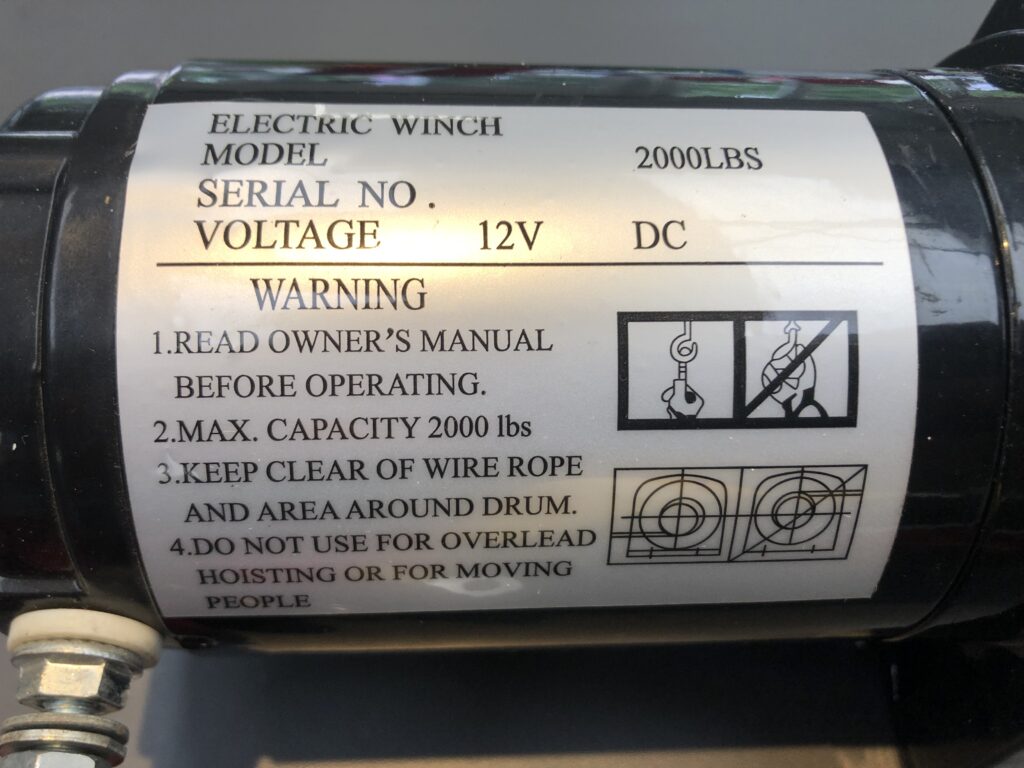 ELECTRIC WINCH
MODEL 2000LBS
SERIAL NO.
VOLTAGE 12V DC
WARNING
1.READ OWNER'S MANUAL
BEFORE OPERATING.
2.MAX. CAPACITY 2000 lbs
3.KEEP CLEAR OF WIRE ROPE
AND AREA AROUND DRUM.
4.DO NOT USE FOR OVERLEAD
HOISTING OR FOR MOVING
PEOPLE